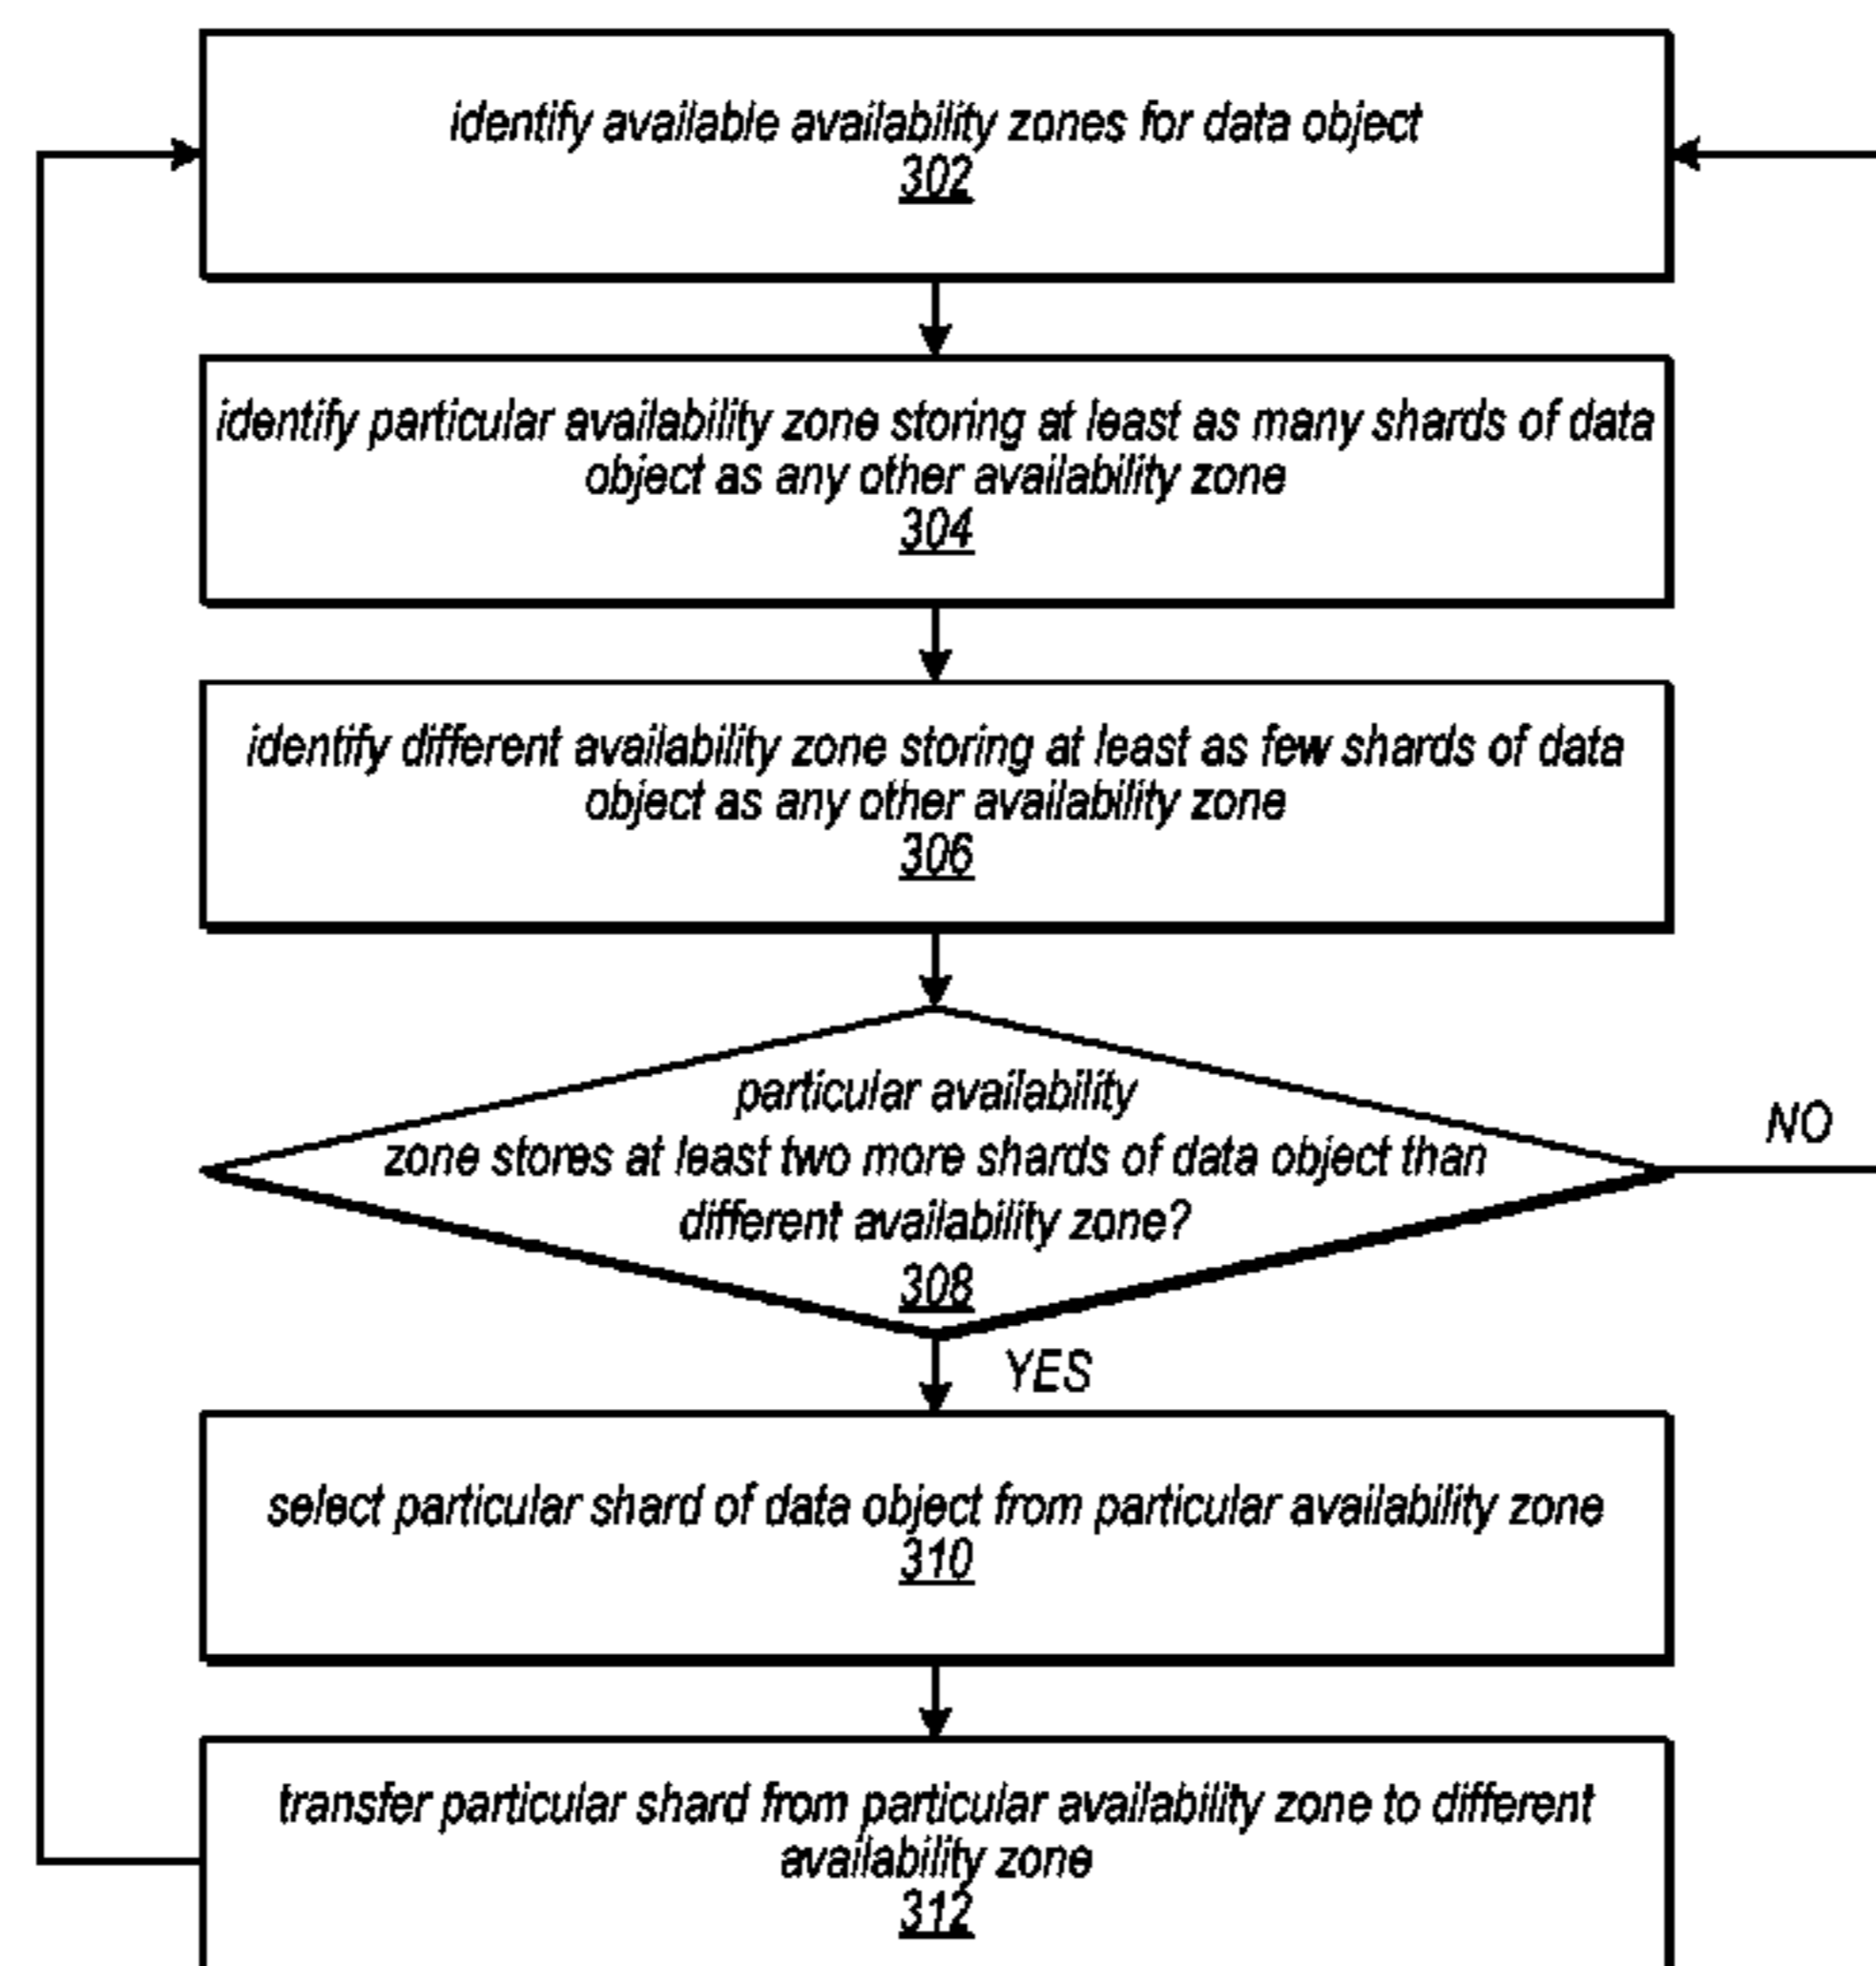 identify available availability zones for data object
302
identify particular availability zone storing at least as many shards of data
object as any other availability zone
304
identify different availability zone storing at least as few shards of data
object as any other availability zone
306
particular availability
zone stores at least two more shards of data object than
different availability zone?
308
NO
YES
select particular shard of data object from particular availability zone
310
transfer particular shard from particular availability zone to different
availability zone
312